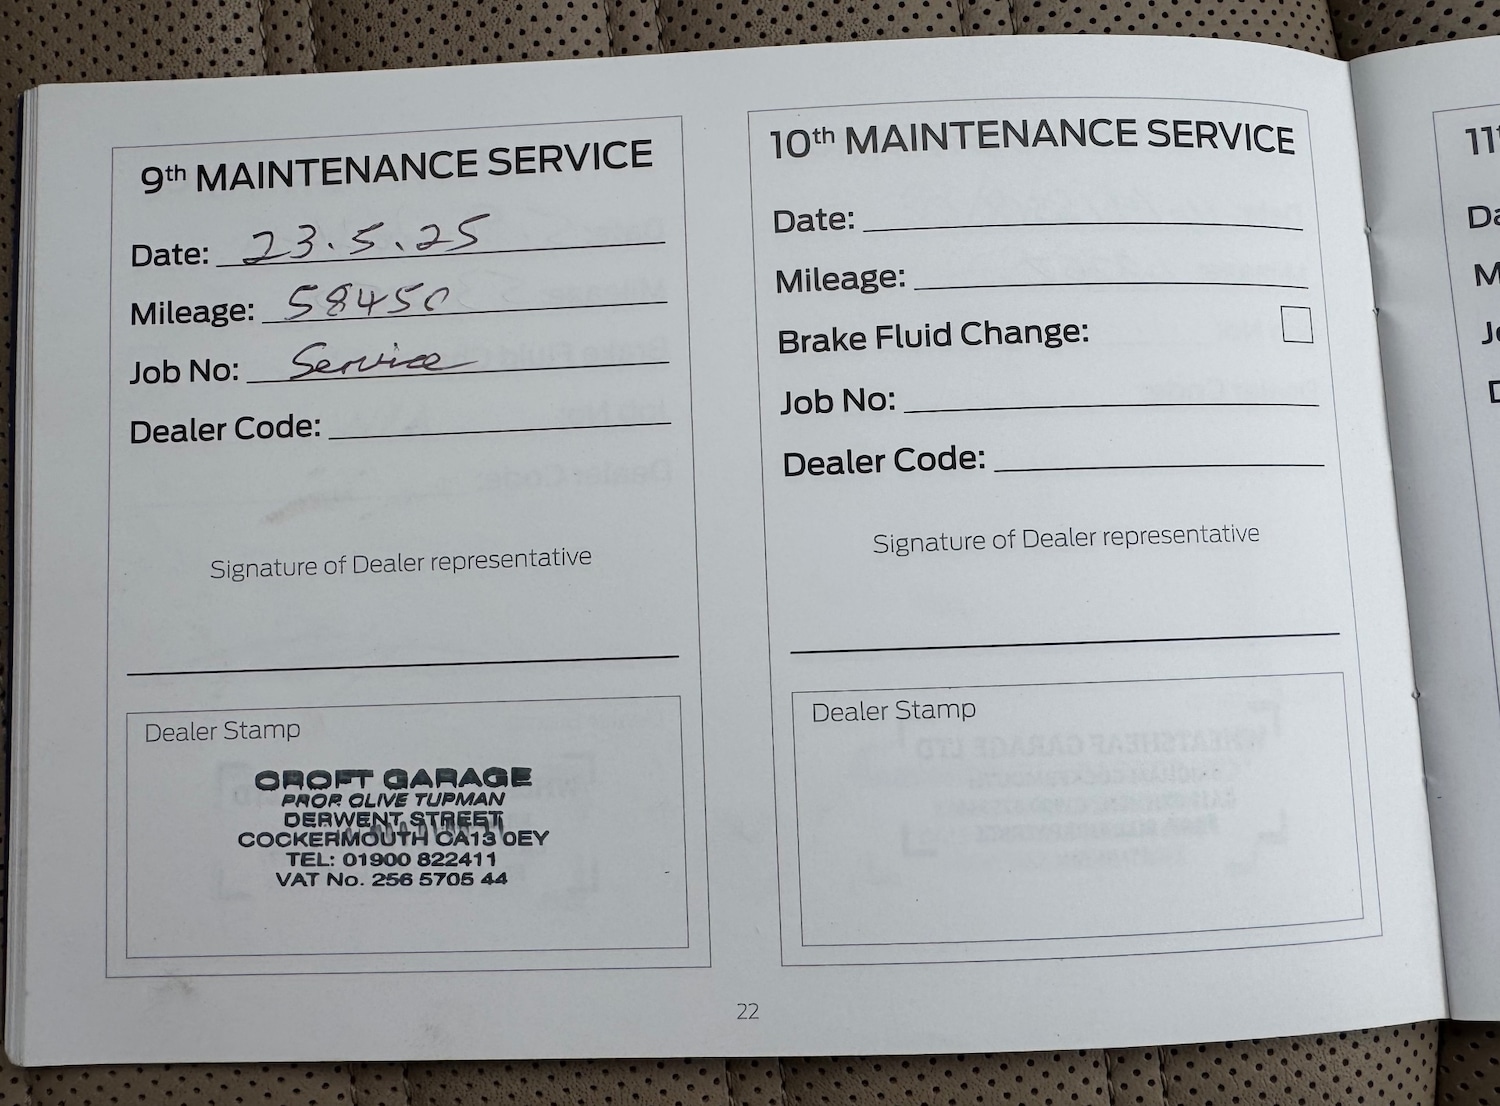 9th MAINTENANCE SERVICE
Date: 23.5.25
Mileage: 58450
Job No: Service
Dealer Code:
Signature of Dealer representative
Dealer Stamp
CROFT GARAGE
PROP. CLIVE TUPMAN
DERWENT STREET
COCKERMOUTH CA13 0EY
TEL: 01900 822411
VAT No. 256 5705 44
10th MAINTENANCE SERVICE
Date:
Mileage:
Brake Fluid Change:
Job No:
Dealer Code:
Signature of Dealer representative
Dealer Stamp
22